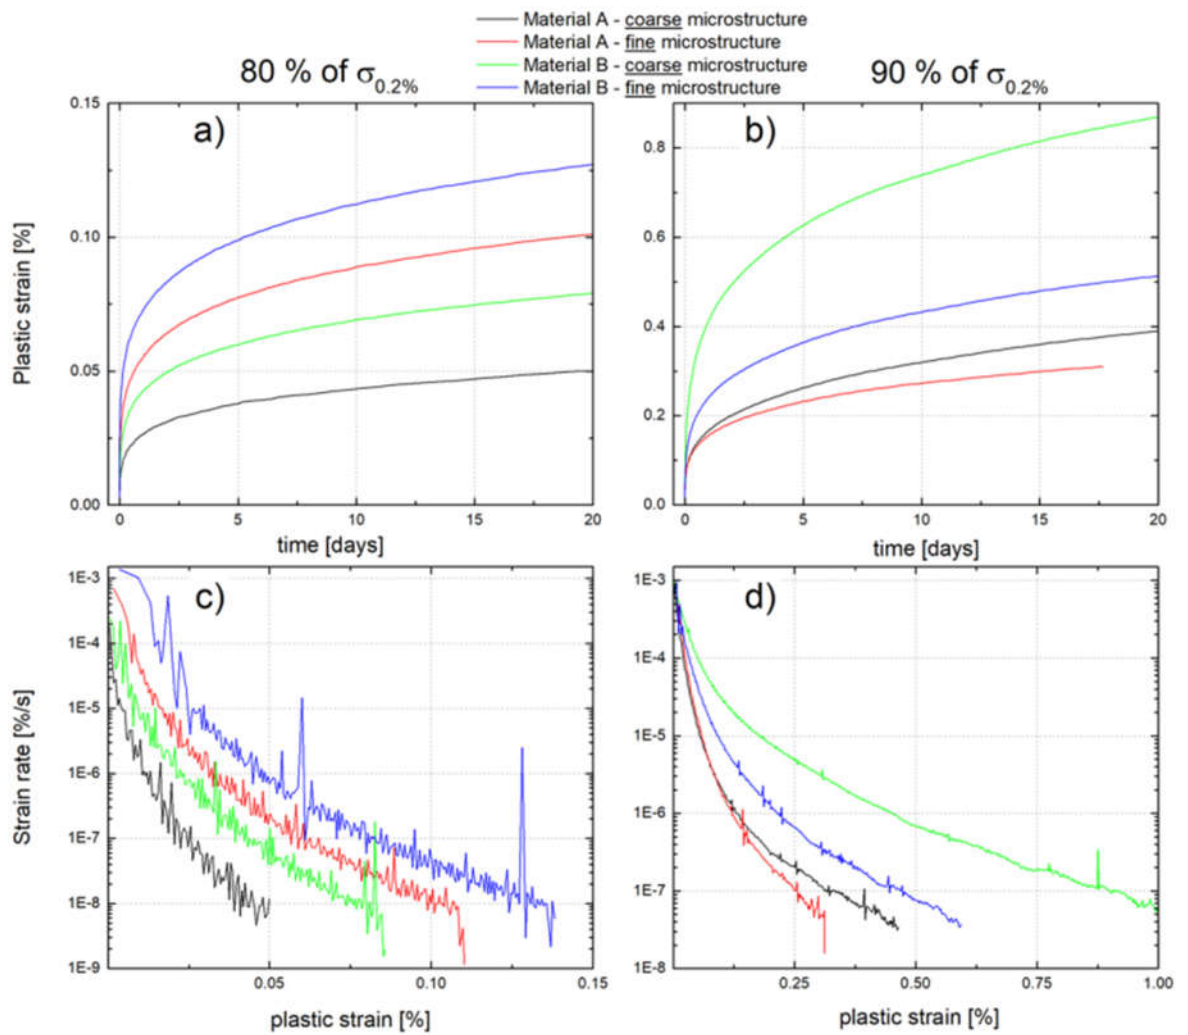 Material A - coarse microstructure
Material A - fine microstructure
Material B - coarse microstructure
Material B - fine microstructure
80 % of σ0.2%
90 % of σ0.2%
a)
0.15
0.10
0.05
0.00
Plastic strain [%]
0
5
10
15
20
time [days]
b)
0.8
0.6
0.4
0.2
0.0
0
5
10
15
20
time [days]
c)
1E-3
1E-4
1E-5
1E-6
1E-7
1E-8
1E-9
Strain rate [%/s]
0.05
0.10
0.15
plastic strain [%]
d)
1E-3
1E-4
1E-5
1E-6
1E-7
1E-8
0.25
0.50
0.75
1.00
plastic strain [%]